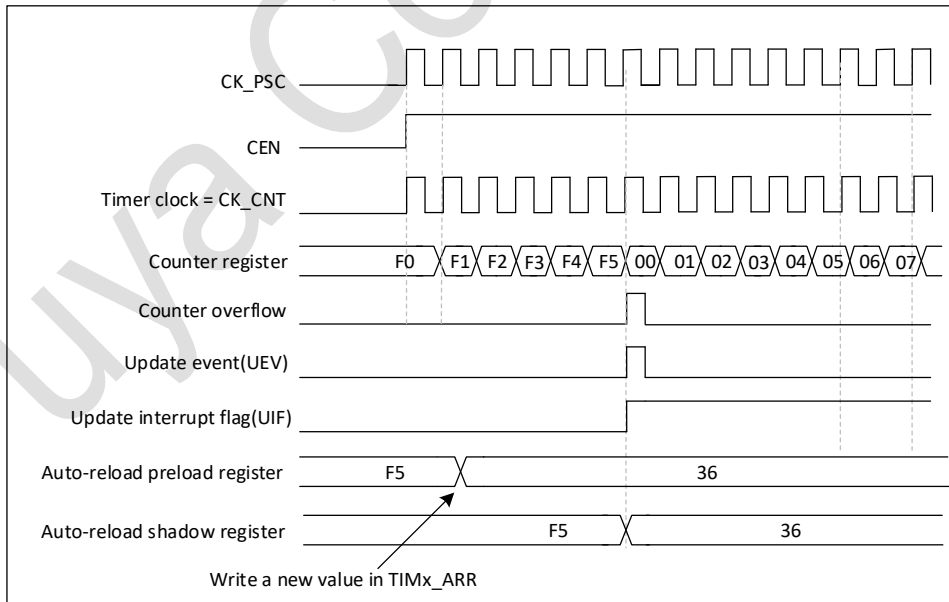 uya Co
CK_PSC
CEN
Timer clock = CK_CNT
Counter register F0 F1 F2 F3 F4 F5 00 01 02 03 04 05 06 07
Counter overflow
Update event(UEV)
Update interrupt flag(UIF)
Auto-reload preload register F5 36
Auto-reload shadow register F5 36
Write a new value in TIMx_ARR